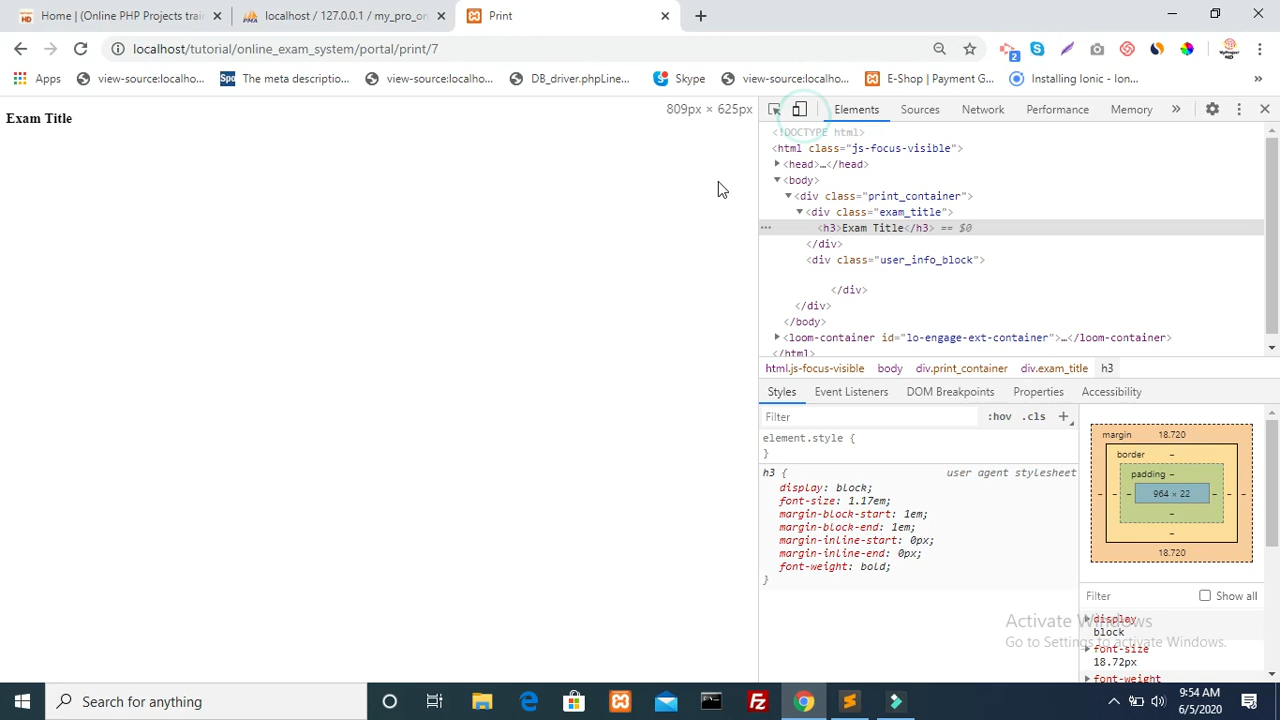 Home | (Online PHP Projects trai
localhost / 127.0.0.1 / my_pro_on
Print
localhost/tutorial/online_exam_system/portal/print/7
2
Apps
view-source:localho...
Spo
The meta descriptio...
view-source:localho...
DB_driver.phpLine...
Skype
view-source:localho...
E-Shop | Payment G...
Installing Ionic - Ion...
»
Exam Title
809px × 625px
Elements
Sources
Network
Performance
Memory
»
<!DOCTYPE html>
<html class="js-focus-visible">
<head>…</head>
<body>
<div class="print_container">
<div class="exam_title">
<h3>Exam Title</h3> == $0
</div>
<div class="user_info_block">
</div>
</div>
</body>
<loom-container id="lo-engage-ext-container">…</loom-container>
</html>
html.js-focus-visible
body
div.print_container
div.exam_title
h3
Styles
Event Listeners
DOM Breakpoints
Properties
Accessibility
Filter
:hov
.cls
+
element.style {
}
h3 {
user agent stylesheet
display: block;
font-size: 1.17em;
margin-block-start: 1em;
margin-block-end: 1em;
margin-inline-start: 0px;
margin-inline-end: 0px;
font-weight: bold;
}
margin
18.720
border
–
padding
–
964 × 22
18.720
Filter
Show all
display
block
font-size
18.72px
font-weight
Activate Windows
Go to Settings to activate Windows.
Search for anything
9:54 AM
6/5/2020